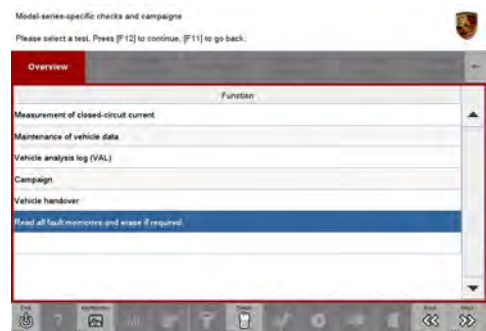 Model-series-specific checks and campaigns
Please select a test. Press [F12] to continue, [F11] to go back.
Overview
Function
Measurement of closed-circuit current
Maintenance of vehicle data
Vehicle analysis log (VAL)
Campaign
Vehicle handover
Read all fault memories and erase if required